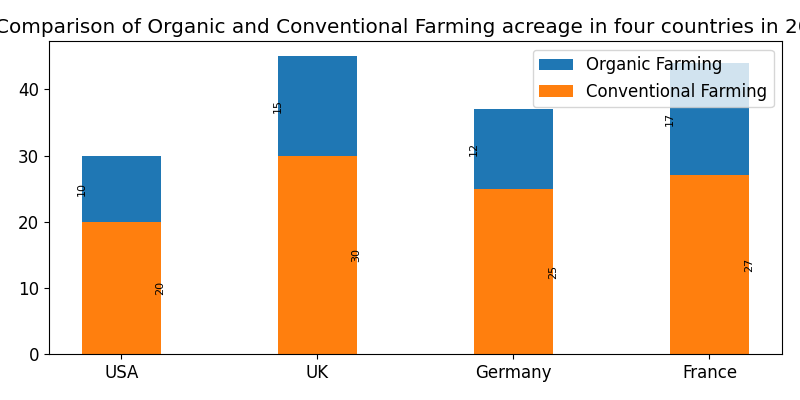 Comparison of Organic and Conventional Farming acreage in four countries in
Organic Farming
Conventional Farming
40
30
20
10
0
10
20
15
30
12
25
17
27
USA
UK
Germany
France